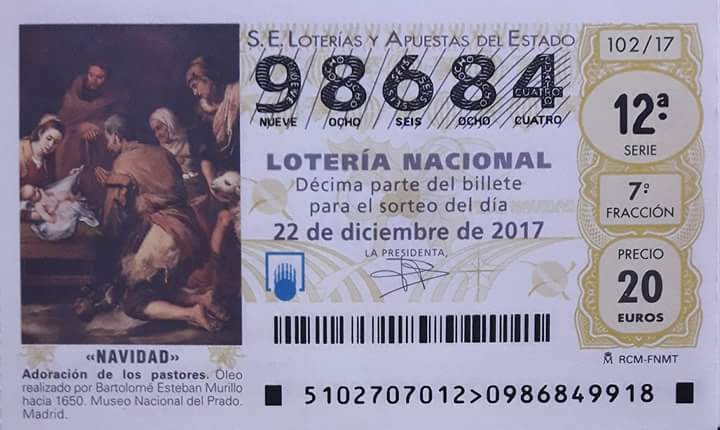 S.E. LOTERÍAS Y APUESTAS DEL ESTADO
98684
NUEVE OCHO SEIS OCHO CUATRO
LOTERÍA NACIONAL
Décima parte del billete
para el sorteo del día
22 de diciembre de 2017
LA PRESIDENTA,
102/17
12ª
SERIE
7ª
FRACCIÓN
PRECIO
20
EUROS
RCM-FNMT
«NAVIDAD»
Adoración de los pastores. Óleo
realizado por Bartolomé Esteban Murillo
hacia 1650. Museo Nacional del Prado.
Madrid.
5102707012>0986849918